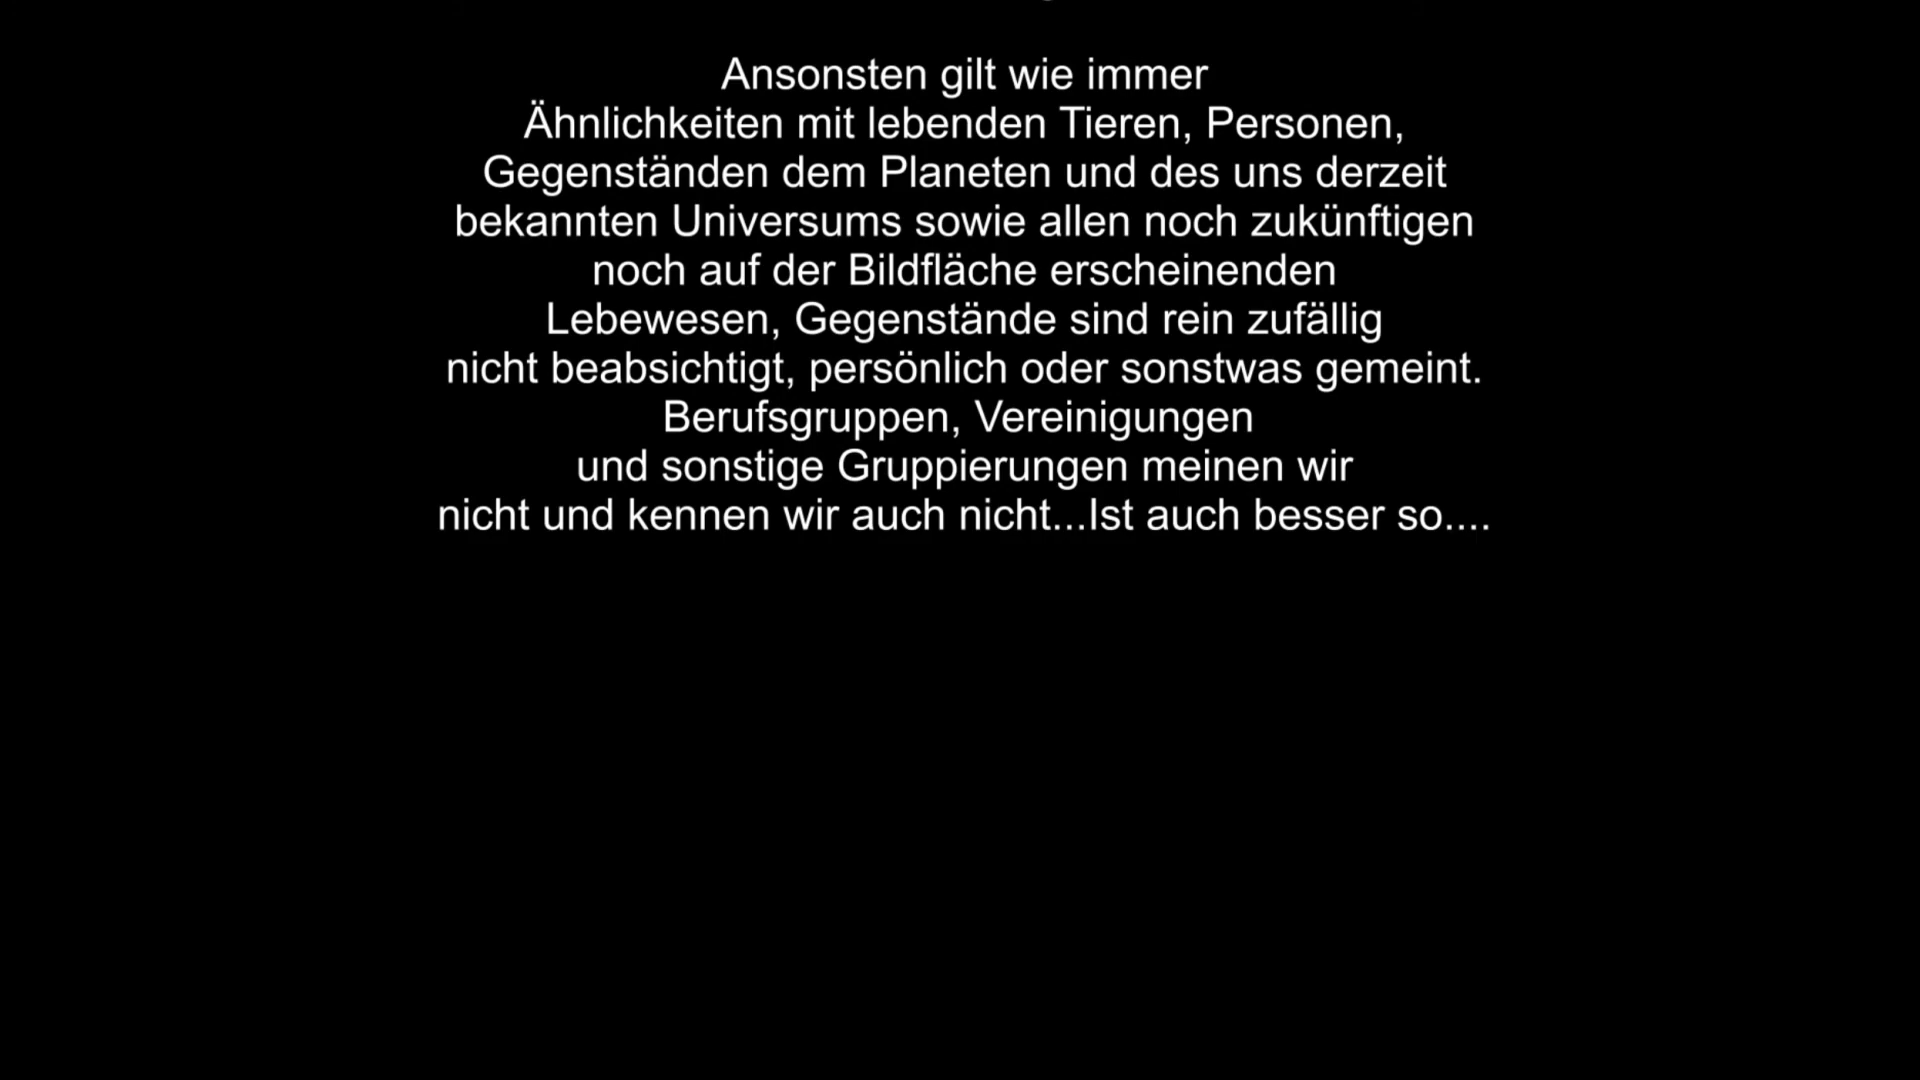 Ansonsten gilt wie immer
Ähnlichkeiten mit lebenden Tieren, Personen,
Gegenständen dem Planeten und des uns derzeit
bekannten Universums sowie allen noch zukünftigen
noch auf der Bildfläche erscheinenden
Lebewesen, Gegenstände sind rein zufällig
nicht beabsichtigt, persönlich oder sonstwas gemeint.
Berufsgruppen, Vereinigungen
und sonstige Gruppierungen meinen wir
nicht und kennen wir auch nicht...Ist auch besser so....